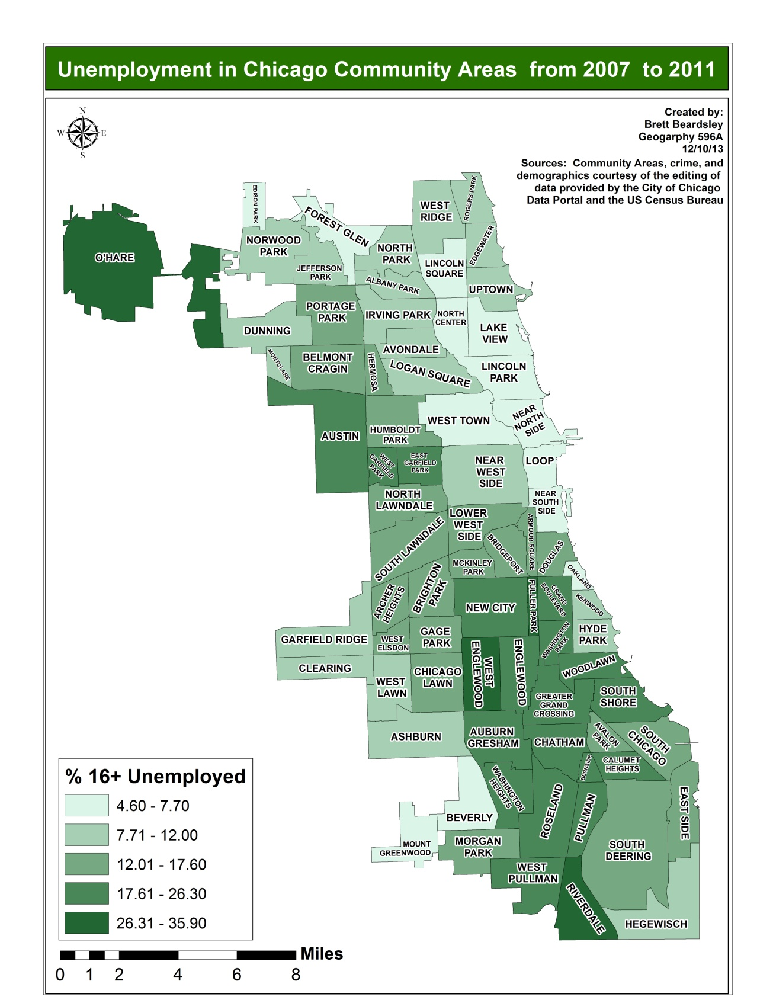 Unemployment in Chicago Community Areas  from 2007  to 2011
N
W
E
S
Created by:
Brett Beardsley
Geogarphy 596A
12/10/13
Sources:  Community Areas, crime, and
demographics courtesy of the editing of
data provided by the City of Chicago
Data Portal and the US Census Bureau
EDISON PARK
FOREST GLEN
WEST
RIDGE
ROGERS PARK
O'HARE
NORWOOD
PARK
JEFFERSON
PARK
NORTH
PARK
LINCOLN
SQUARE
EDGEWATER
ALBANY PARK
UPTOWN
PORTAGE
PARK
IRVING PARK
NORTH
CENTER
LAKE
VIEW
DUNNING
MONTCLARE
BELMONT
CRAGIN
HERMOSA
AVONDALE
LOGAN SQUARE
LINCOLN
PARK
AUSTIN
HUMBOLDT
PARK
WEST TOWN
NEAR
NORTH
SIDE
WEST
GARFIELD
PARK
EAST
GARFIELD
PARK
NEAR
WEST
SIDE
LOOP
NORTH
LAWNDALE
NEAR
SOUTH
SIDE
SOUTH LAWNDALE
LOWER
WEST
SIDE
BRIDGEPORT
ARMOUR SQUARE
DOUGLAS
MCKINLEY
PARK
OAKLAND
ARCHER
HEIGHTS
BRIGHTON
PARK
NEW CITY
FULLER PARK
GRAND
BOULEVARD
KENWOOD
GARFIELD RIDGE
WEST
ELSDON
GAGE
PARK
WASHINGTON
PARK
HYDE
PARK
CLEARING
WEST
LAWN
CHICAGO
LAWN
WEST
ENGLEWOOD
ENGLEWOOD
WOODLAWN
GREATER
GRAND
CROSSING
SOUTH
SHORE
ASHBURN
AUBURN
GRESHAM
CHATHAM
AVALON
PARK
SOUTH
CHICAGO
BURNSIDE
CALUMET
HEIGHTS
WASHINGTON
HEIGHTS
ROSELAND
PULLMAN
EAST SIDE
BEVERLY
MOUNT
GREENWOOD
MORGAN
PARK
SOUTH
DEERING
WEST
PULLMAN
RIVERDALE
HEGEWISCH
% 16+ Unemployed
4.60 - 7.70
7.71 - 12.00
12.01 - 17.60
17.61 - 26.30
26.31 - 35.90
Miles
0 1 2 4 6 8